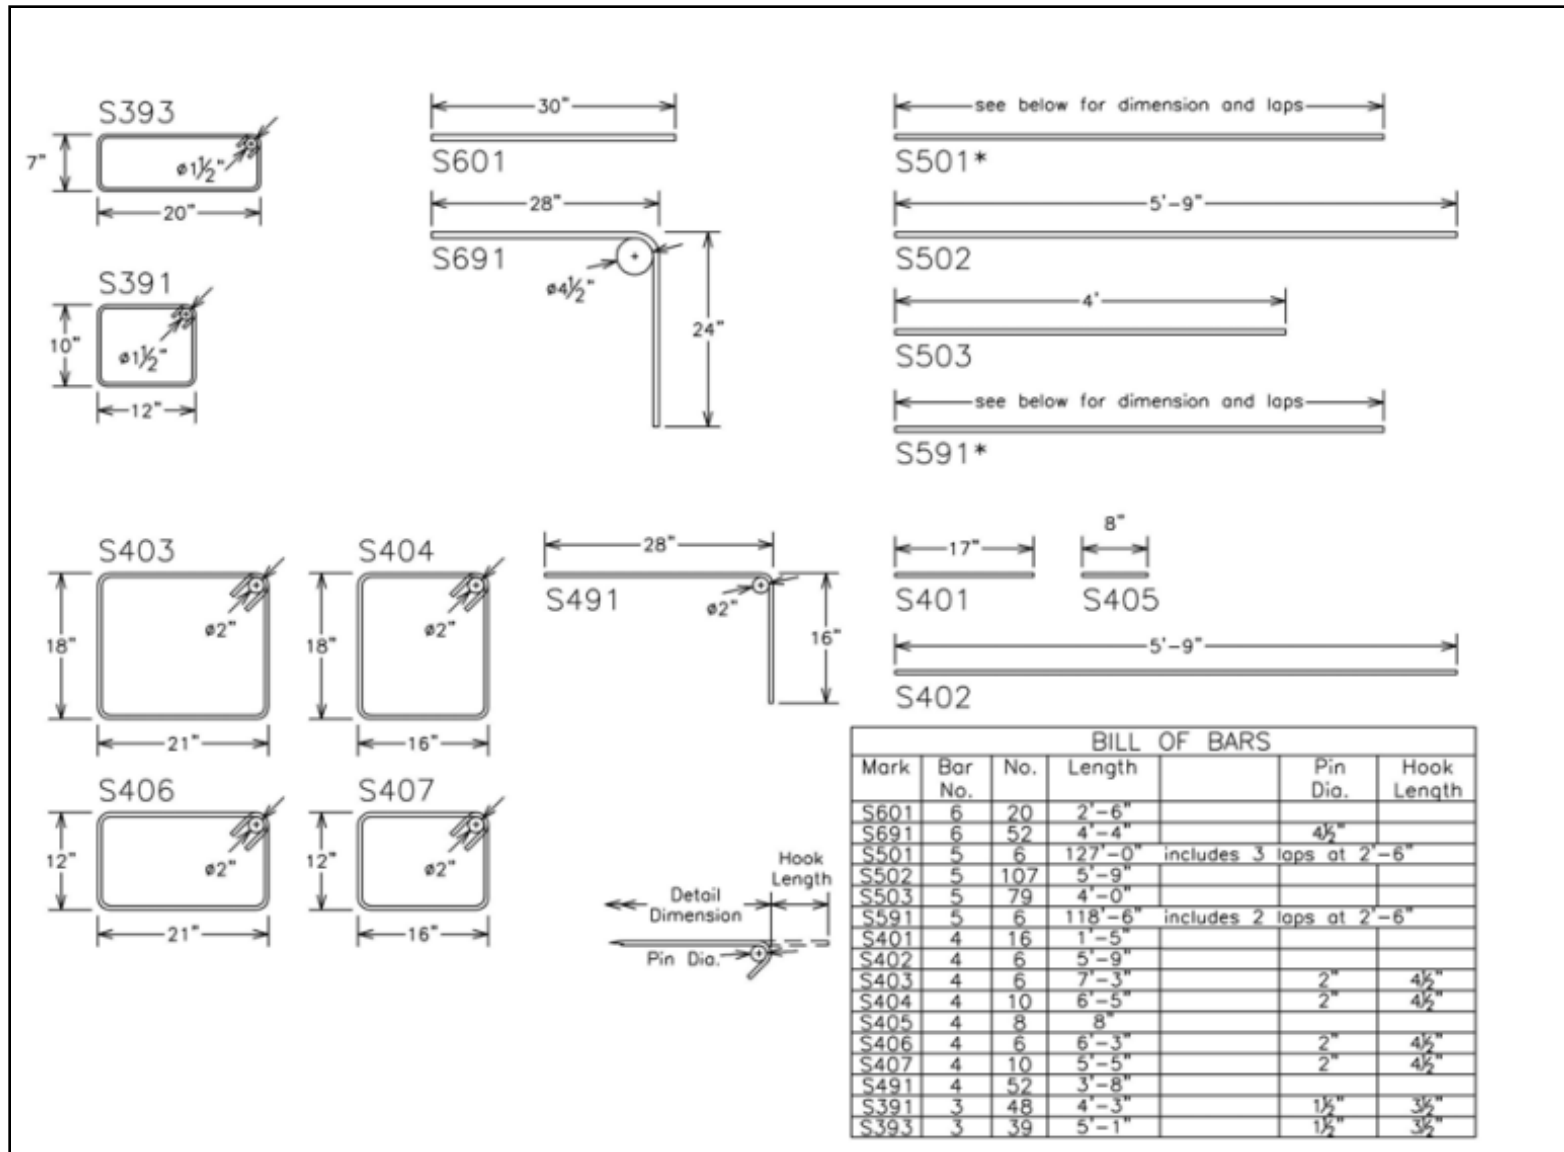 S393
7"
ø1½"
20"
S391
10"
ø1½"
12"
30"
S601
28"
S691
ø4½"
24"
see below for dimension and laps
S501*
5'-9"
S502
4'
S503
see below for dimension and laps
S591*
S403
18"
ø2"
21"
S404
18"
ø2"
16"
28"
S491
ø2"
16"
17"
S401
8"
S405
5'-9"
S402
S406
12"
ø2"
21"
S407
12"
ø2"
16"
Detail
Dimension
Hook
Length
Pin Dia.
BILL OF BARS
Mark Bar No. No. Length Pin Dia. Hook Length
S601 6 20 2'-6"
S691 6 52 4'-4" 4½"
S501 5 6 127'-0" includes 3 laps at 2'-6"
S502 5 107 5'-9"
S503 5 79 4'-0"
S591 5 6 118'-6" includes 2 laps at 2'-6"
S401 4 16 1'-5"
S402 4 6 5'-9"
S403 4 6 7'-3" 2" 4½"
S404 4 10 6'-5" 2" 4½"
S405 4 8 8"
S406 4 6 6'-3" 2" 4½"
S407 4 10 5'-5" 2" 4½"
S491 4 52 3'-8"
S391 3 48 4'-3" 1½" 3½"
S393 3 39 5'-1" 1½" 3½"